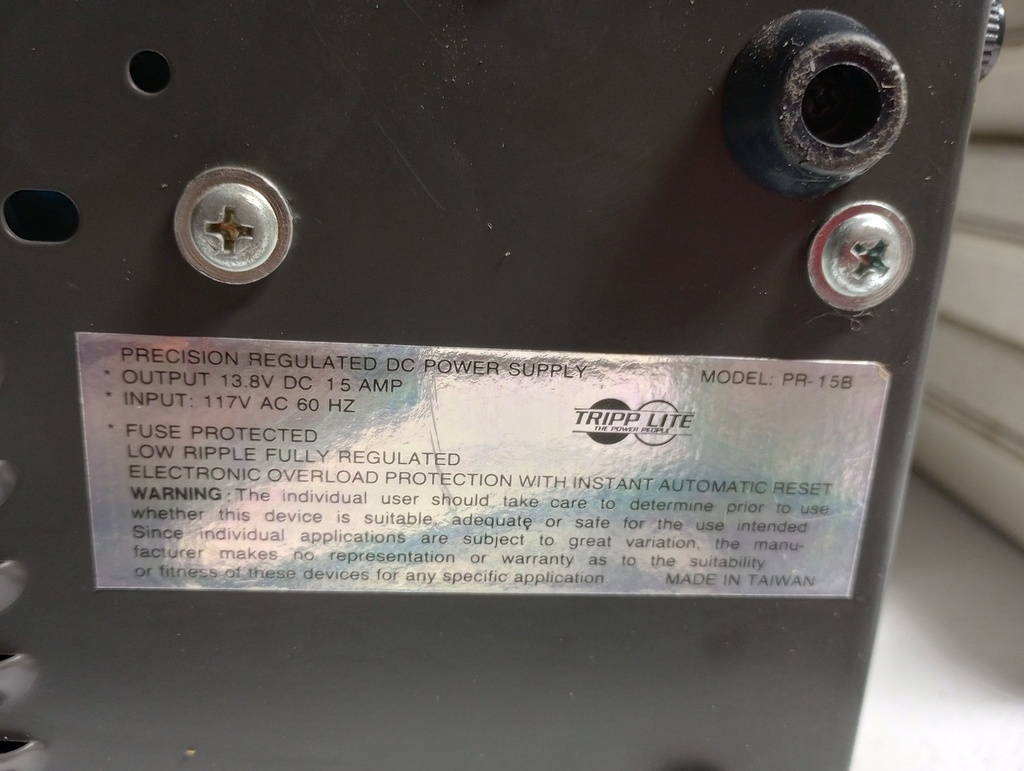 PRECISION REGULATED DC POWER SUPPLY
* OUTPUT 13.8V DC 15 AMP
MODEL: PR-15B
* INPUT: 117V AC 60 HZ
TRIPP LITE
THE POWER PEOPLE
* FUSE PROTECTED
LOW RIPPLE FULLY REGULATED
ELECTRONIC OVERLOAD PROTECTION WITH INSTANT AUTOMATIC RESET
WARNING: The individual user should take care to determine prior to use
whether this device is suitable, adequate or safe for the use intended
Since individual applications are subject to great variation, the manu-
facturer makes no representation or warranty as to the suitability
or fitness of these devices for any specific application.
MADE IN TAIWAN